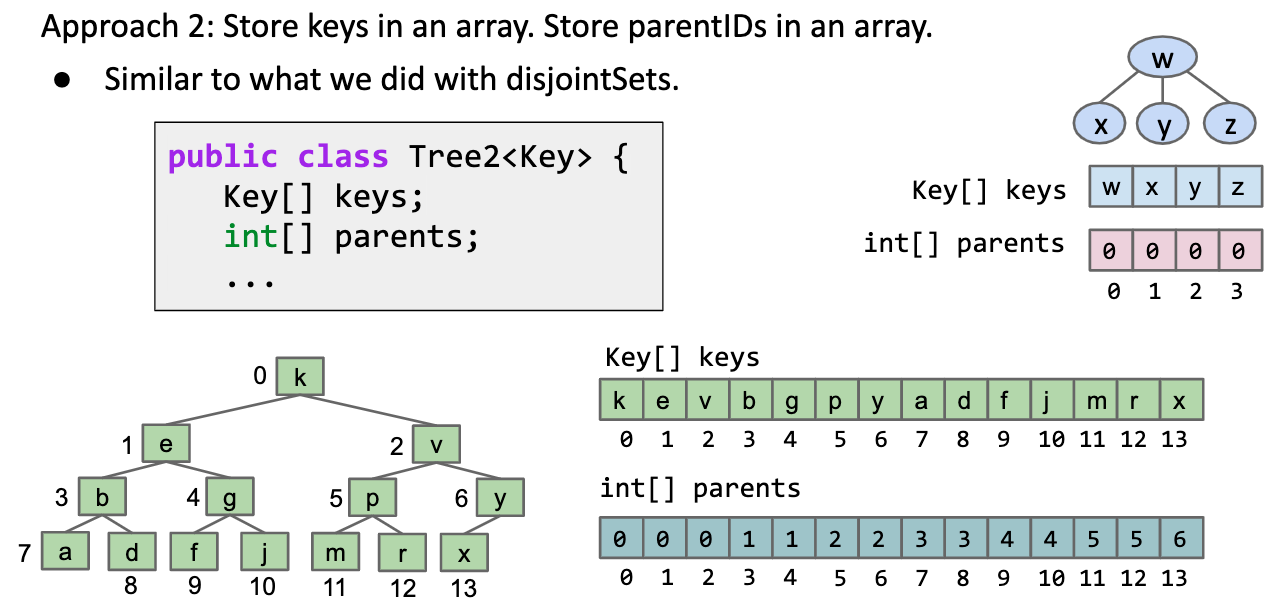 Approach 2: Store keys in an array. Store parentIDs in an array.
● Similar to what we did with disjointSets.
public class Tree2<Key> {
Key[] keys;
int[] parents;
...
w
x y z
Key[] keys w x y z
int[] parents 0 0 0 0
0 1 2 3
0 k
1 e 2 v
3 b 4 g 5 p 6 y
7 a d f j m r x
8 9 10 11 12 13
Key[] keys
k e v b g p y a d f j m r x
0 1 2 3 4 5 6 7 8 9 10 11 12 13
int[] parents
0 0 0 1 1 2 2 3 3 4 4 5 5 6
0 1 2 3 4 5 6 7 8 9 10 11 12 13